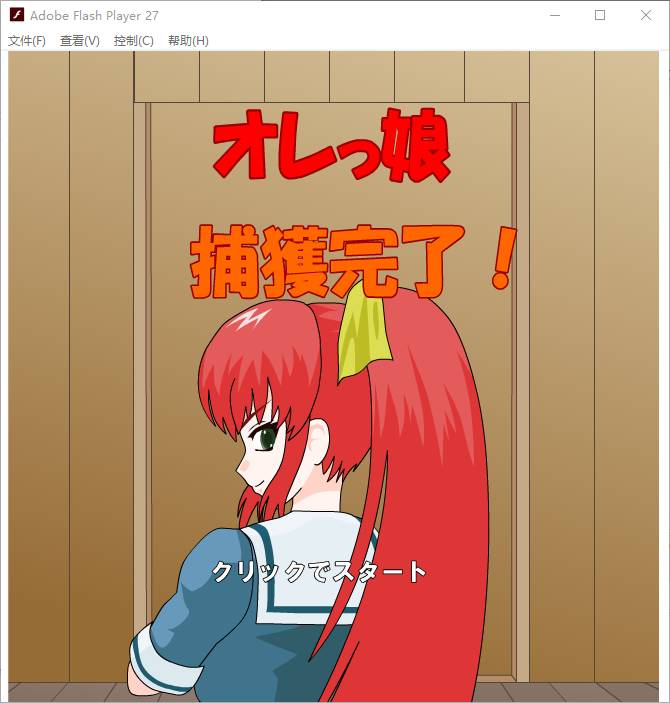 Adobe Flash Player 27
文件(F) 查看(V) 控制(C) 帮助(H)
オレっ娘
捕獲完了！
クリックでスタート